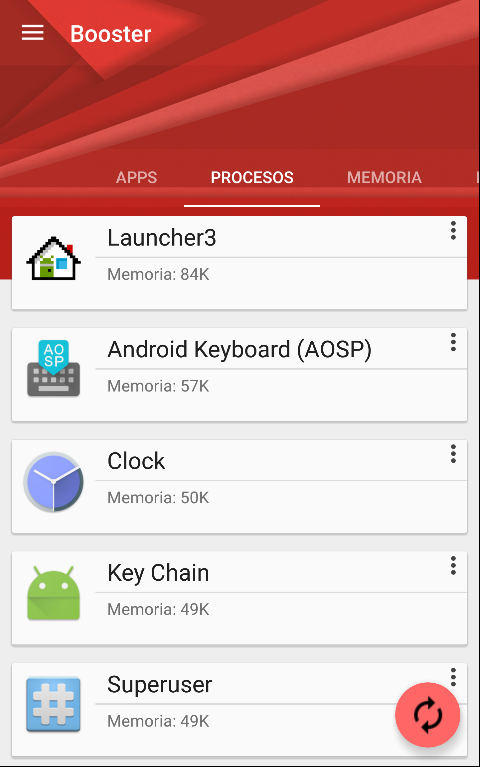 Booster
APPS PROCESOS MEMORIA
Launcher3
Memoria: 84K
AO
SP
Android Keyboard (AOSP)
Memoria: 57K
Clock
Memoria: 50K
Key Chain
Memoria: 49K
Superuser
Memoria: 49K